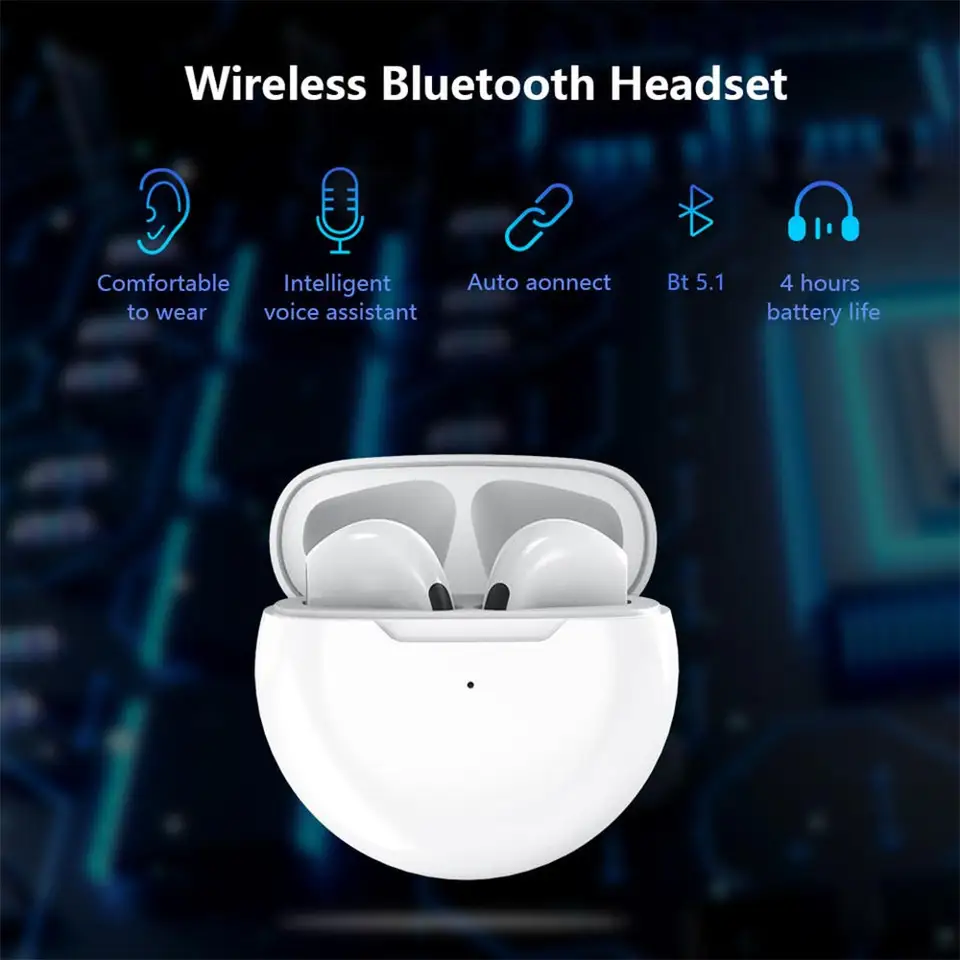 Wireless Bluetooth Headset
Comfortable
to wear
Intelligent
voice assistant
Auto aonnect
Bt 5.1
4 hours
battery life